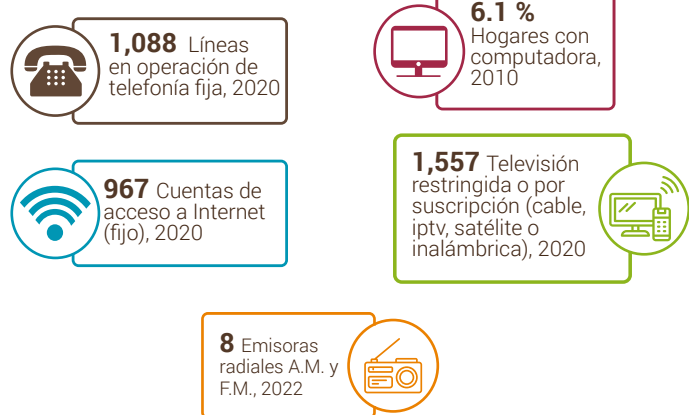 1,088 Líneas
en operación de
telefonía fija, 2020
6.1 %
Hogares con
computadora,
2010
967 Cuentas de
acceso a Internet
(fijo), 2020
1,557 Televisión
restringida o por
suscripción (cable,
iptv, satélite o
inalámbrica), 2020
8 Emisoras
radiales A.M. y
F.M., 2022